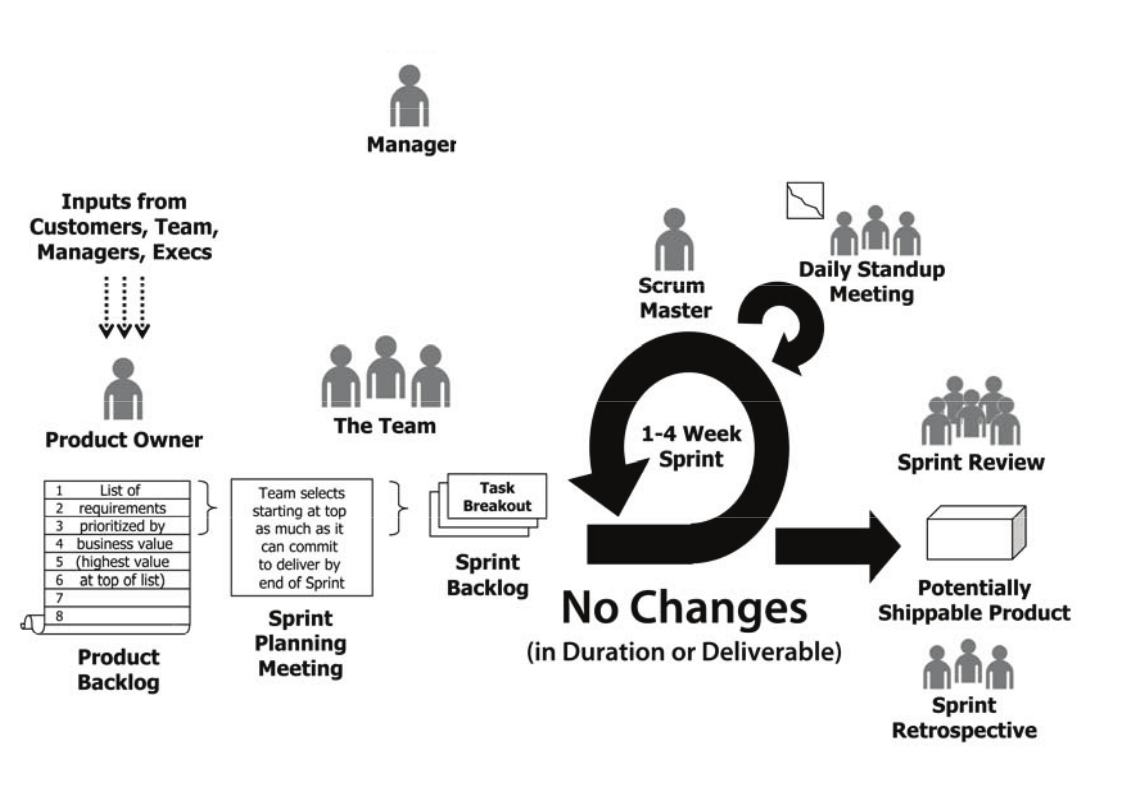 Manager
Inputs from
Customers, Team,
Managers, Execs
Product Owner
The Team
Scrum
Master
Daily Standup
Meeting
1-4 Week
Sprint
Sprint Review
1 List of
2 requirements
3 prioritized by
4 business value
5 (highest value
6 at top of list)
7
8
Product
Backlog
Team selects
starting at top
as much as it
can commit
to deliver by
end of Sprint
Sprint
Planning
Meeting
Task
Breakout
Sprint
Backlog
No Changes
(in Duration or Deliverable)
Potentially
Shippable Product
Sprint
Retrospective